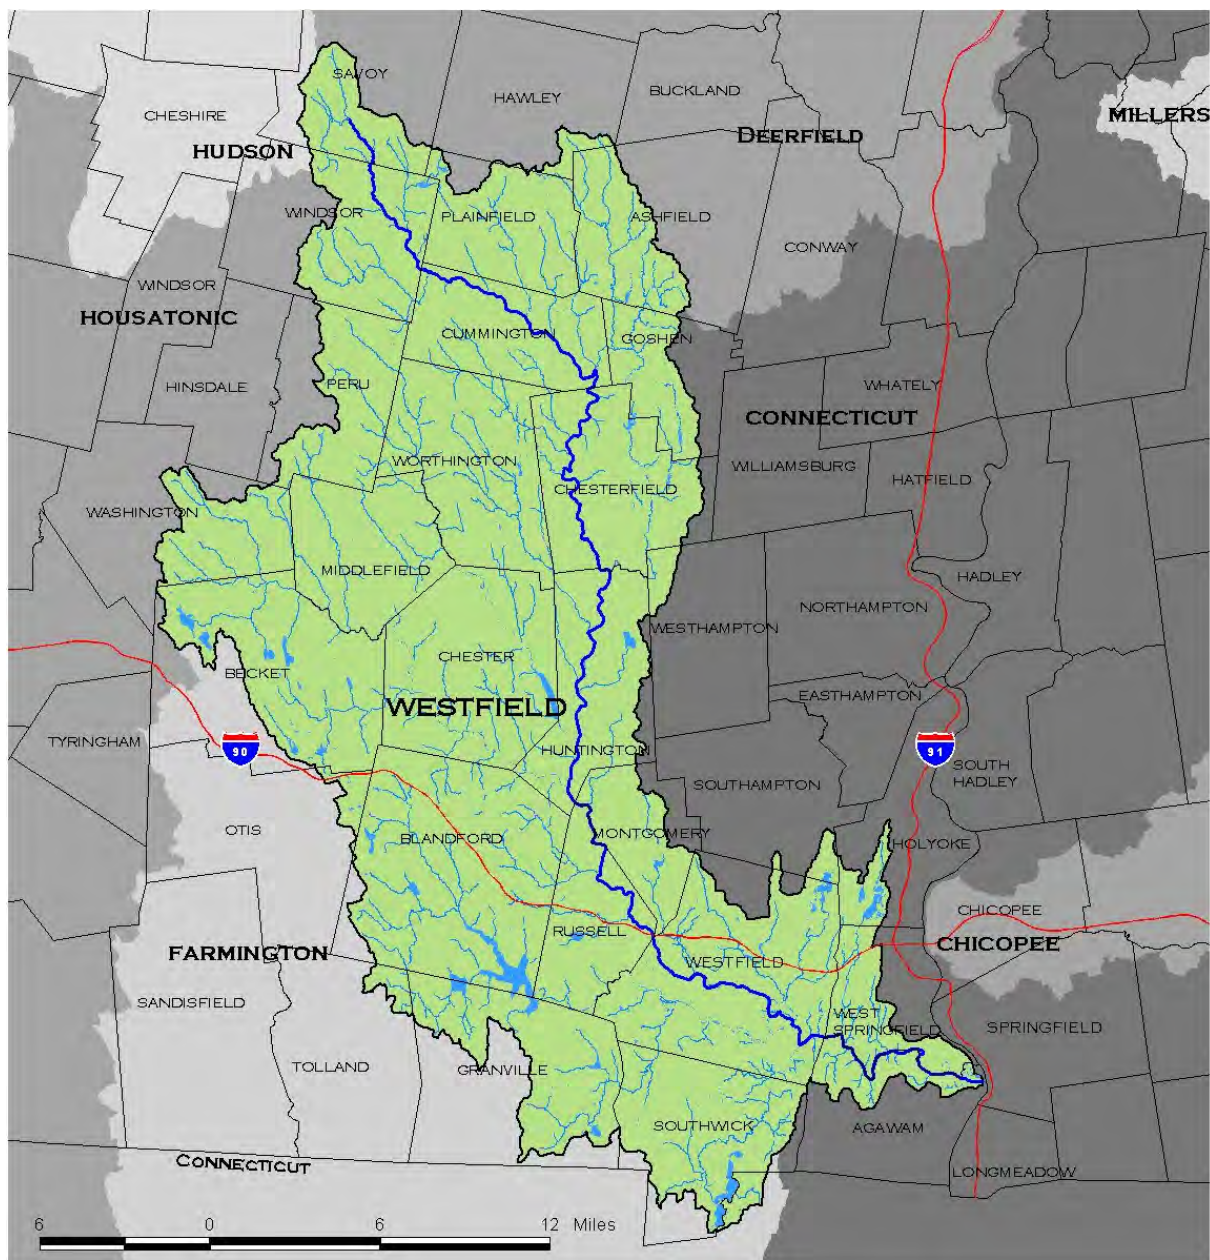 SAVOY
HAWLEY
BUCKLAND
CHESHIRE
MILLERS
DEERFIELD
HUDSON
WINDSOR
PLAINFIELD
ASHFIELD
CONWAY
WINDSOR
HOUSATONIC
CUMMINGTON
GOSHEN
HINSDALE
PERU
WHATELY
CONNECTICUT
WORTHINGTON
WILLIAMSBURG
HATFIELD
CHESTERFIELD
WASHINGTON
MIDDLEFIELD
HADLEY
NORTHAMPTON
WESTHAMPTON
CHESTER
BECKET
EASTHAMPTON
WESTFIELD
TYRINGHAM
90
HUNTINGTON
91
SOUTH
HADLEY
SOUTHAMPTON
OTIS
BLANDFORD
MONTGOMERY
HOLYOKE
CHICOPEE
RUSSELL
CHICOPEE
FARMINGTON
WESTFIELD
SANDISFIELD
WEST
SPRINGFIELD
SPRINGFIELD
TOLLAND
GRANVILLE
SOUTHWICK
AGAWAM
CONNECTICUT
LONGMEADOW
6 0 6 12 Miles